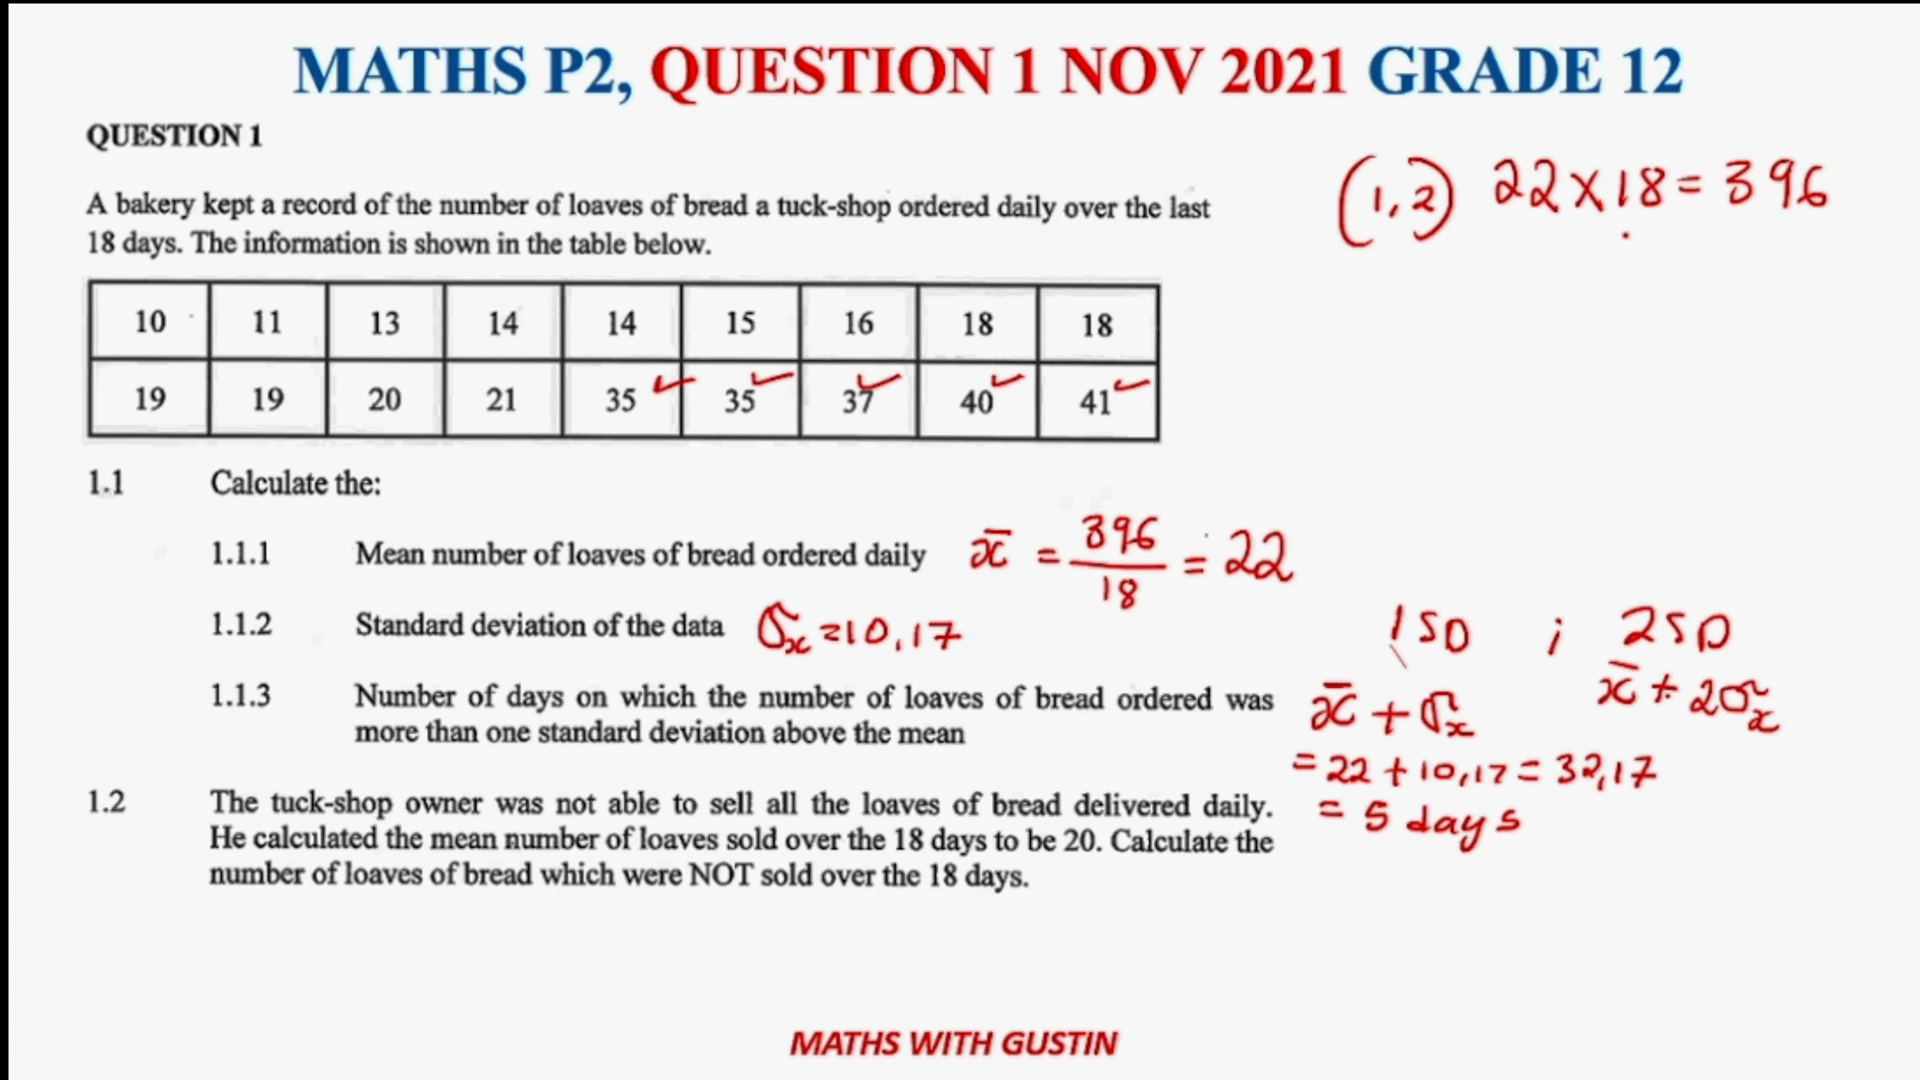 MATHS P2, QUESTION 1 NOV 2021 GRADE 12
QUESTION 1
A bakery kept a record of the number of loaves of bread a tuck-shop ordered daily over the last
18 days. The information is shown in the table below.
(1,2) 22 × 18 = 396
10 11 13 14 14 15 16 18 18
19 19 20 21 35 35 37 40 41
1.1 Calculate the:
1.1.1 Mean number of loaves of bread ordered daily x̄ = 396/18 = 22
1.1.2 Standard deviation of the data σx = 10,17
1SD ; 2SD
1.1.3 Number of days on which the number of loaves of bread ordered was
more than one standard deviation above the mean
x̄ + σx
x̄ + 2σx
= 22 + 10,17 = 32,17
= 5 days
1.2 The tuck-shop owner was not able to sell all the loaves of bread delivered daily.
He calculated the mean number of loaves sold over the 18 days to be 20. Calculate the
number of loaves of bread which were NOT sold over the 18 days.
MATHS WITH GUSTIN